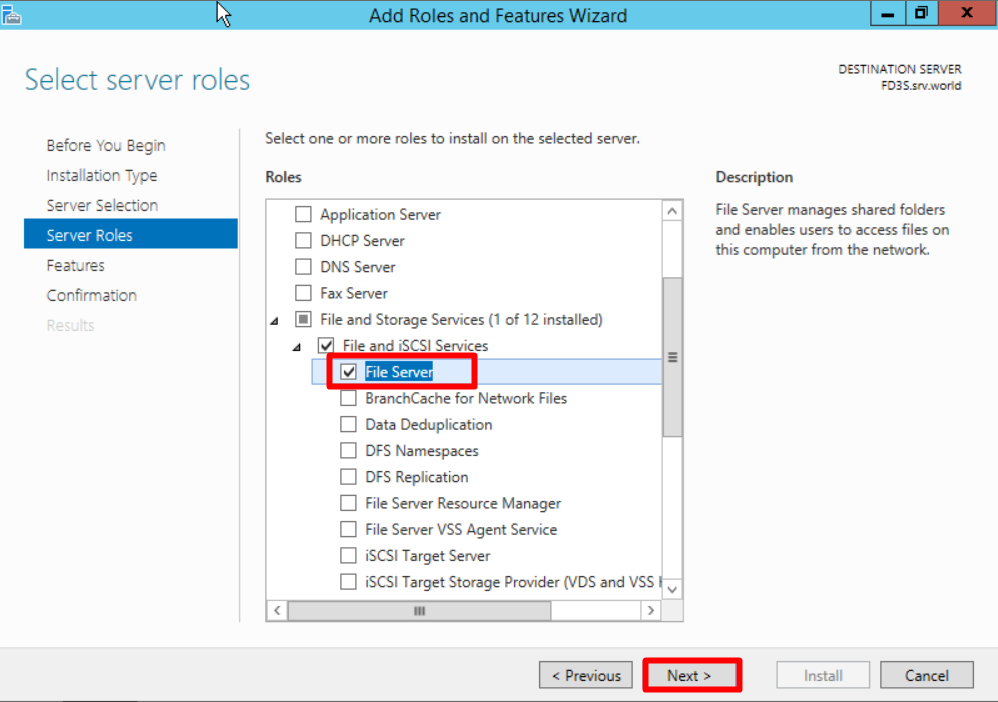 Add Roles and Features Wizard
Select server roles
DESTINATION SERVER
FD3S.srv.world
Before You Begin
Installation Type
Server Selection
Server Roles
Features
Confirmation
Results
Select one or more roles to install on the selected server.
Roles
Application Server
DHCP Server
DNS Server
Fax Server
File and Storage Services (1 of 12 installed)
File and iSCSI Services
File Server
BranchCache for Network Files
Data Deduplication
DFS Namespaces
DFS Replication
File Server Resource Manager
File Server VSS Agent Service
iSCSI Target Server
iSCSI Target Storage Provider (VDS and VSS
Description
File Server manages shared folders
and enables users to access files on
this computer from the network.
< Previous
Next >
Install
Cancel